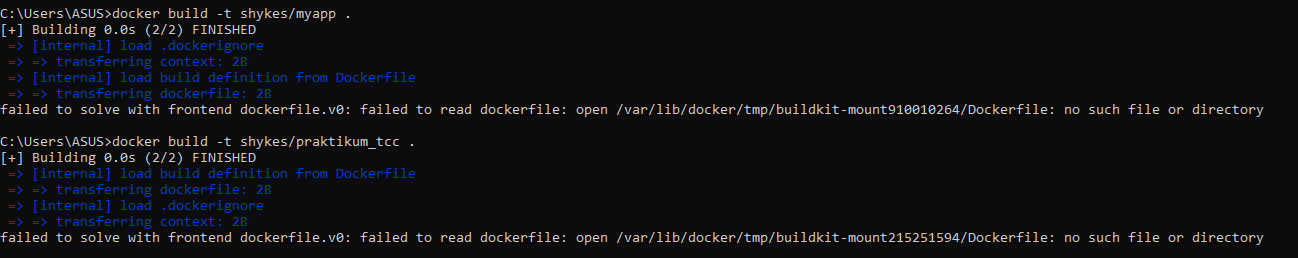 C:\Users\ASUS>docker build -t shykes/myapp .
[+] Building 0.0s (2/2) FINISHED
=> [internal] load .dockerignore
=> => transferring context: 2B
=> [internal] load build definition from Dockerfile
=> => transferring dockerfile: 2B
failed to solve with frontend dockerfile.v0: failed to read dockerfile: open /var/lib/docker/tmp/buildkit-mount910010264/Dockerfile: no such file or directory
C:\Users\ASUS>docker build -t shykes/praktikum_tcc .
[+] Building 0.0s (2/2) FINISHED
=> [internal] load build definition from Dockerfile
=> => transferring dockerfile: 2B
=> [internal] load .dockerignore
=> => transferring context: 2B
failed to solve with frontend dockerfile.v0: failed to read dockerfile: open /var/lib/docker/tmp/buildkit-mount215251594/Dockerfile: no such file or directory